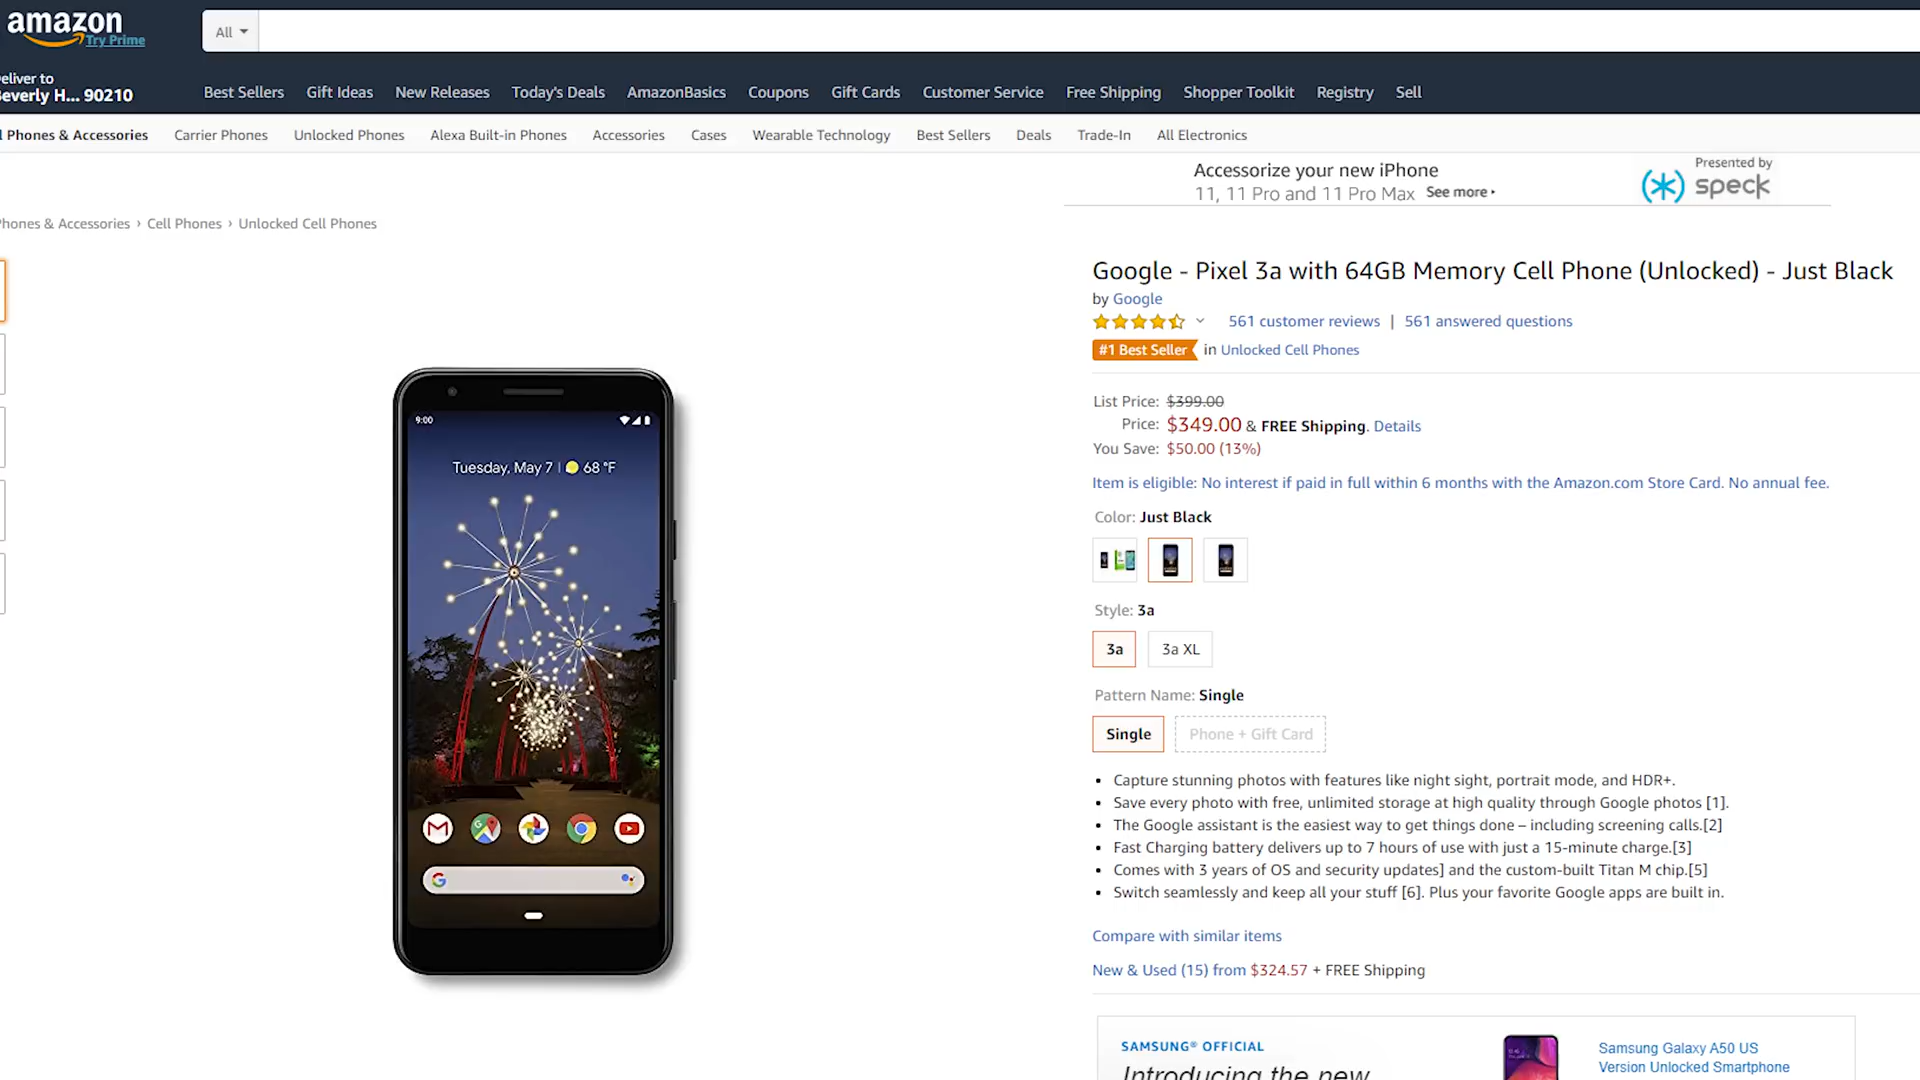 amazon
Try Prime
All
eliver to
Beverly H... 90210
Best Sellers Gift Ideas New Releases Today's Deals AmazonBasics Coupons Gift Cards Customer Service Free Shipping Shopper Toolkit Registry Sell
l Phones & Accessories Carrier Phones Unlocked Phones Alexa Built-in Phones Accessories Cases Wearable Technology Best Sellers Deals Trade-In All Electronics
Accessorize your new iPhone
11, 11 Pro and 11 Pro Max See more ▸
Presented by
speck
Phones & Accessories › Cell Phones › Unlocked Cell Phones
Google - Pixel 3a with 64GB Memory Cell Phone (Unlocked) - Just Black
by Google
561 customer reviews | 561 answered questions
#1 Best Seller in Unlocked Cell Phones
List Price: $399.00
Price: $349.00 & FREE Shipping. Details
You Save: $50.00 (13%)
Item is eligible: No interest if paid in full within 6 months with the Amazon.com Store Card. No annual fee.
Color: Just Black
Style: 3a
3a 3a XL
Pattern Name: Single
Single Phone + Gift Card
• Capture stunning photos with features like night sight, portrait mode, and HDR+.
• Save every photo with free, unlimited storage at high quality through Google photos [1].
• The Google assistant is the easiest way to get things done – including screening calls.[2]
• Fast Charging battery delivers up to 7 hours of use with just a 15-minute charge.[3]
• Comes with 3 years of OS and security updates] and the custom-built Titan M chip.[5]
• Switch seamlessly and keep all your stuff [6]. Plus your favorite Google apps are built in.
Compare with similar items
New & Used (15) from $324.57 + FREE Shipping
SAMSUNG® OFFICIAL
Introducing the new
Samsung Galaxy A50 US
Version Unlocked Smartphone
9:00
Tuesday, May 7 | 68 °F